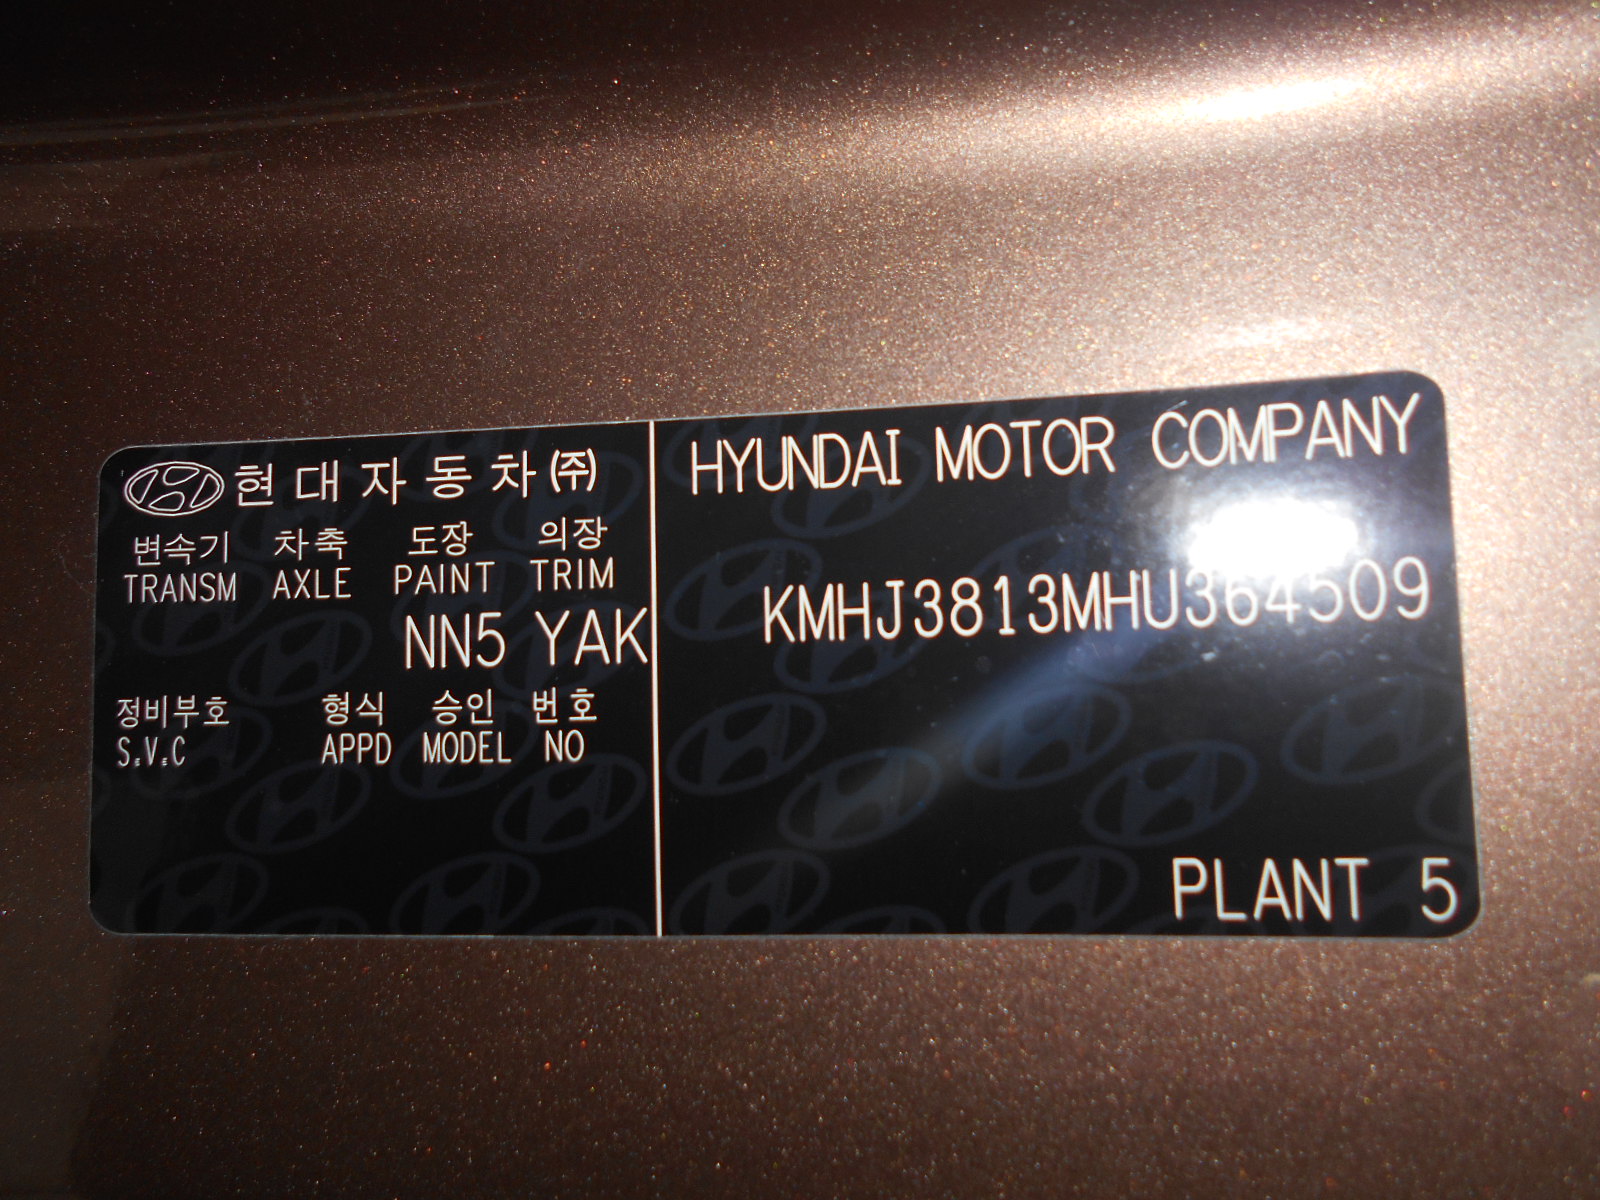 현대자동차㈜
변속기 차축 도장 의장
TRANSM AXLE PAINT TRIM
NN5 YAK
정비부호 형식 승인 번호
S.V.C APPD MODEL NO
HYUNDAI MOTOR COMPANY
KMHJ3813MHU364509
PLANT 5